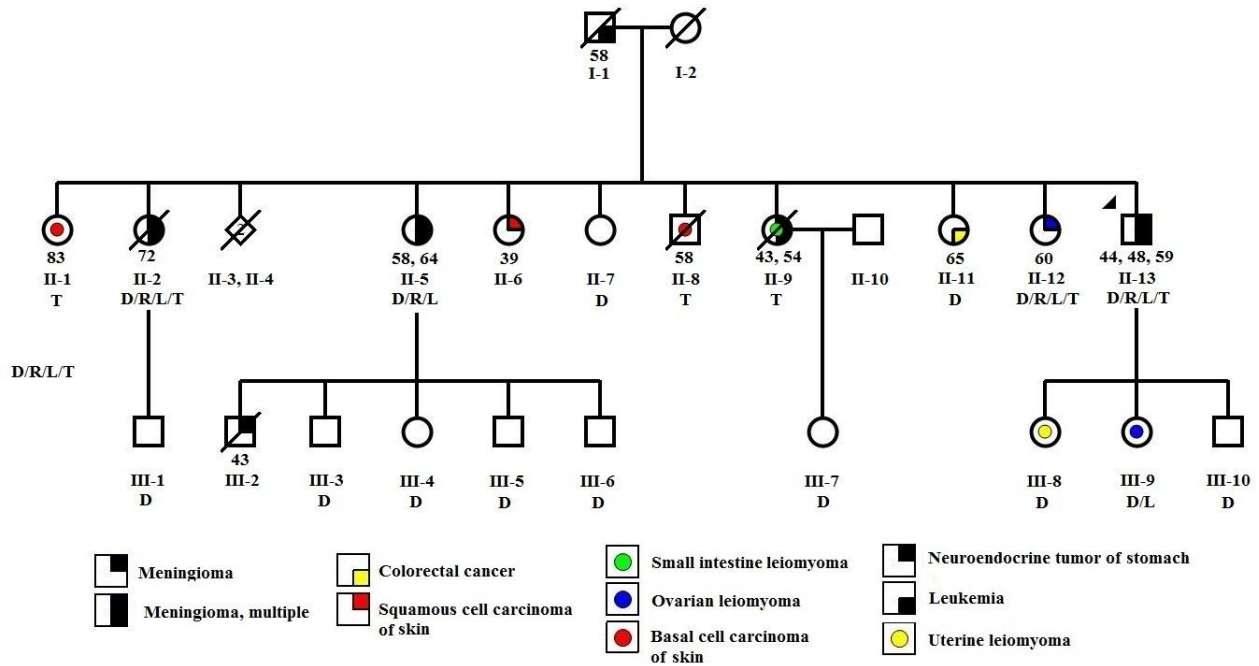 58
I-1 I-2
2
83 72 58, 64 39 58 43, 54 65 60 44, 48, 59
II-1 II-2 II-3, II-4 II-5 II-6 II-7 II-8 II-9 II-10 II-11 II-12 II-13
T D/R/L/T D/R/L D T T D D/R/L/T D/R/L/T
D/R/L/T
43
III-1 III-2 III-3 III-4 III-5 III-6 III-7 III-8 III-9 III-10
D D D D D D D D/L D
Meningioma
Meningioma, multiple
Colorectal cancer
Squamous cell carcinoma
of skin
Small intestine leiomyoma
Ovarian leiomyoma
Basal cell carcinoma
of skin
Neuroendocrine tumor of stomach
Leukemia
Uterine leiomyoma